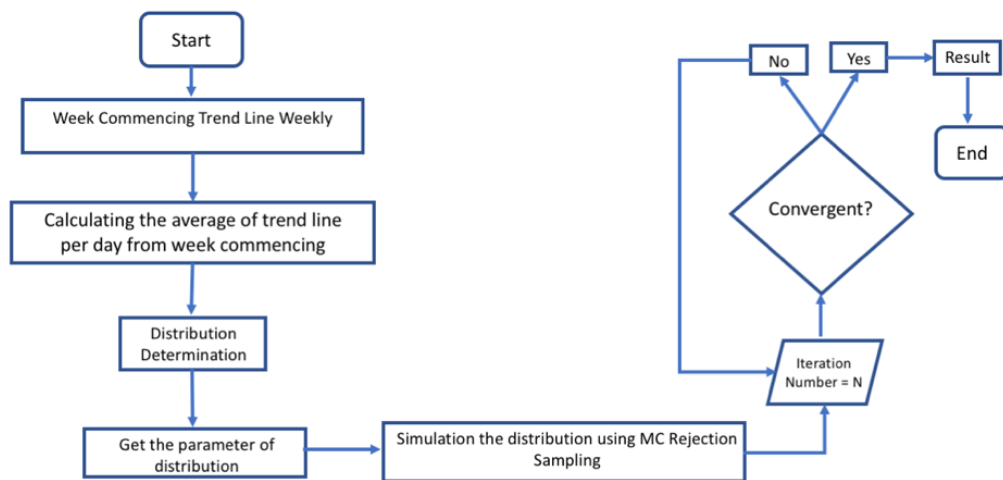 Start
Week Commencing Trend Line Weekly
Calculating the average of trend line
per day from week commencing
Distribution
Determination
Get the parameter of
distribution
Simulation the distribution using MC Rejection
Sampling
Iteration
Number = N
Convergent?
No
Yes
Result
End